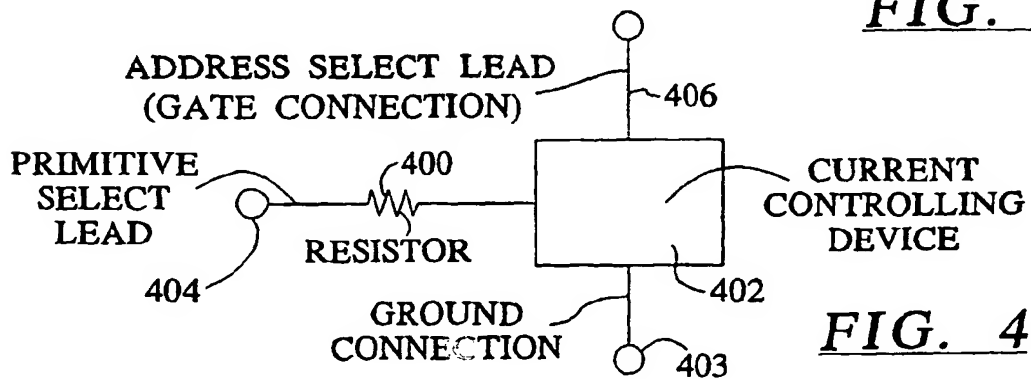 FIG.
ADDRESS SELECT LEAD
(GATE CONNECTION)
406
PRIMITIVE
SELECT
LEAD
400
RESISTOR
404
CURRENT
CONTROLLING
DEVICE
402
GROUND
CONNECTION
403
FIG. 4